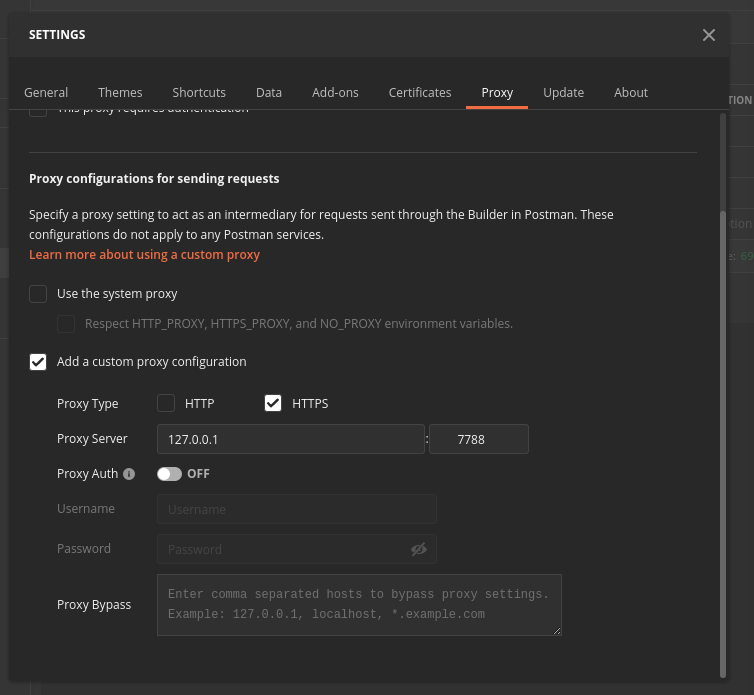 SETTINGS
General Themes Shortcuts Data Add-ons Certificates Proxy Update About
This proxy requires authentication
TION
Proxy configurations for sending requests
Specify a proxy setting to act as an intermediary for requests sent through the Builder in Postman. These
configurations do not apply to any Postman services.
Learn more about using a custom proxy
tion
e: 69
Use the system proxy
Respect HTTP_PROXY, HTTPS_PROXY, and NO_PROXY environment variables.
Add a custom proxy configuration
Proxy Type HTTP HTTPS
Proxy Server 127.0.0.1 : 7788
Proxy Auth i OFF
Username Username
Password Password
Proxy Bypass
Enter comma separated hosts to bypass proxy settings.
Example: 127.0.0.1, localhost, *.example.com